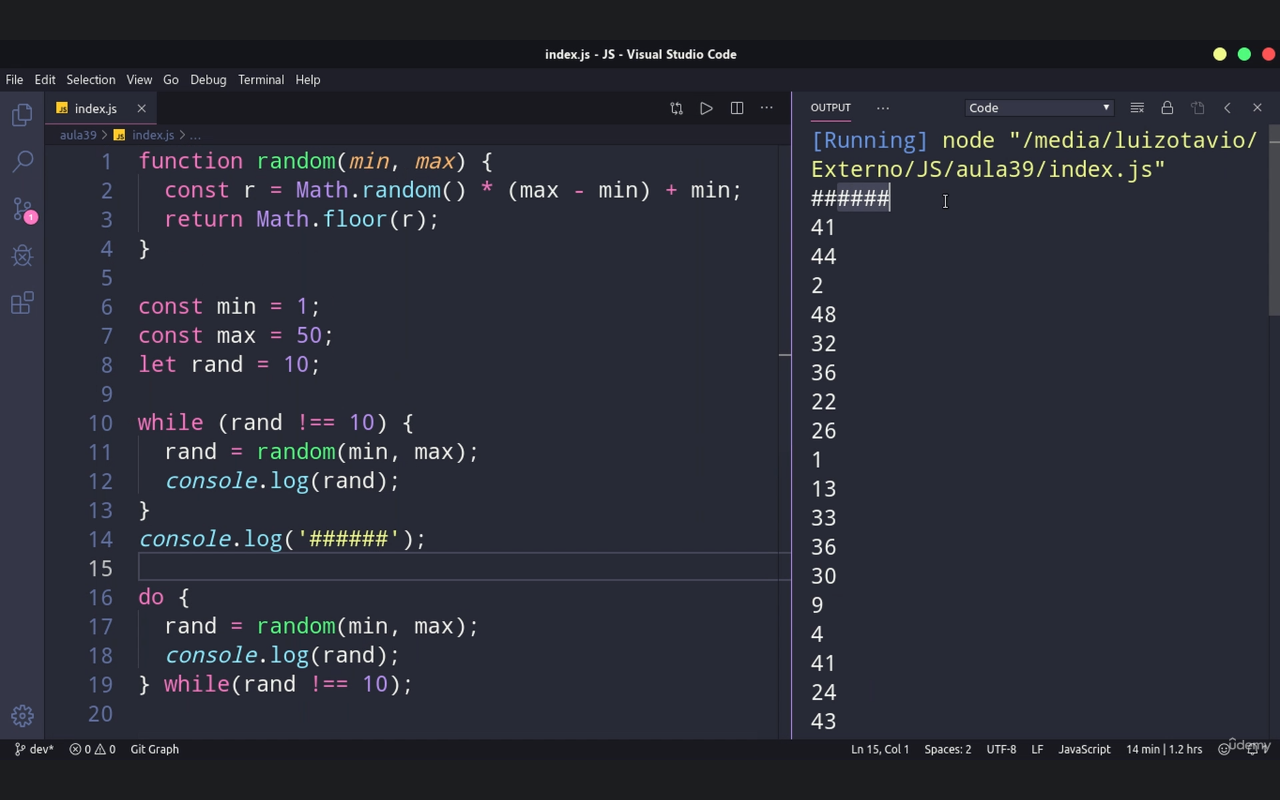 index.js - JS - Visual Studio Code
File Edit Selection View Go Debug Terminal Help
index.js
aula39 > index.js > ...
1 function random(min, max) {
2   const r = Math.random() * (max - min) + min;
3   return Math.floor(r);
4 }
5
6 const min = 1;
7 const max = 50;
8 let rand = 10;
9
10 while (rand !== 10) {
11   rand = random(min, max);
12   console.log(rand);
13 }
14 console.log('######');
15
16 do {
17   rand = random(min, max);
18   console.log(rand);
19 } while(rand !== 10);
20
OUTPUT
Code
[Running] node "/media/luizotavio/
Externo/JS/aula39/index.js"
######
41
44
2
48
32
36
22
26
1
13
33
36
30
9
4
41
24
43
1
dev* 0 0 Git Graph
Ln 15, Col 1 Spaces: 2 UTF-8 LF JavaScript 14 min | 1.2 hrs 1
ûdemy